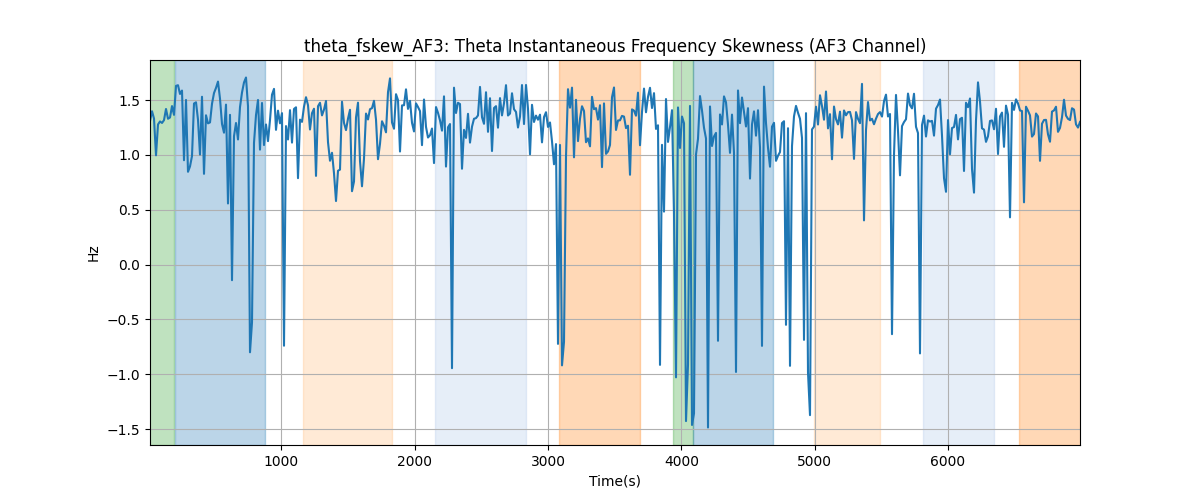 theta_fskew_AF3: Theta Instantaneous Frequency Skewness (AF3 Channel)
1.5
1.0
0.5
0.0
−0.5
−1.0
−1.5
Hz
1000 2000 3000 4000 5000 6000
Time(s)